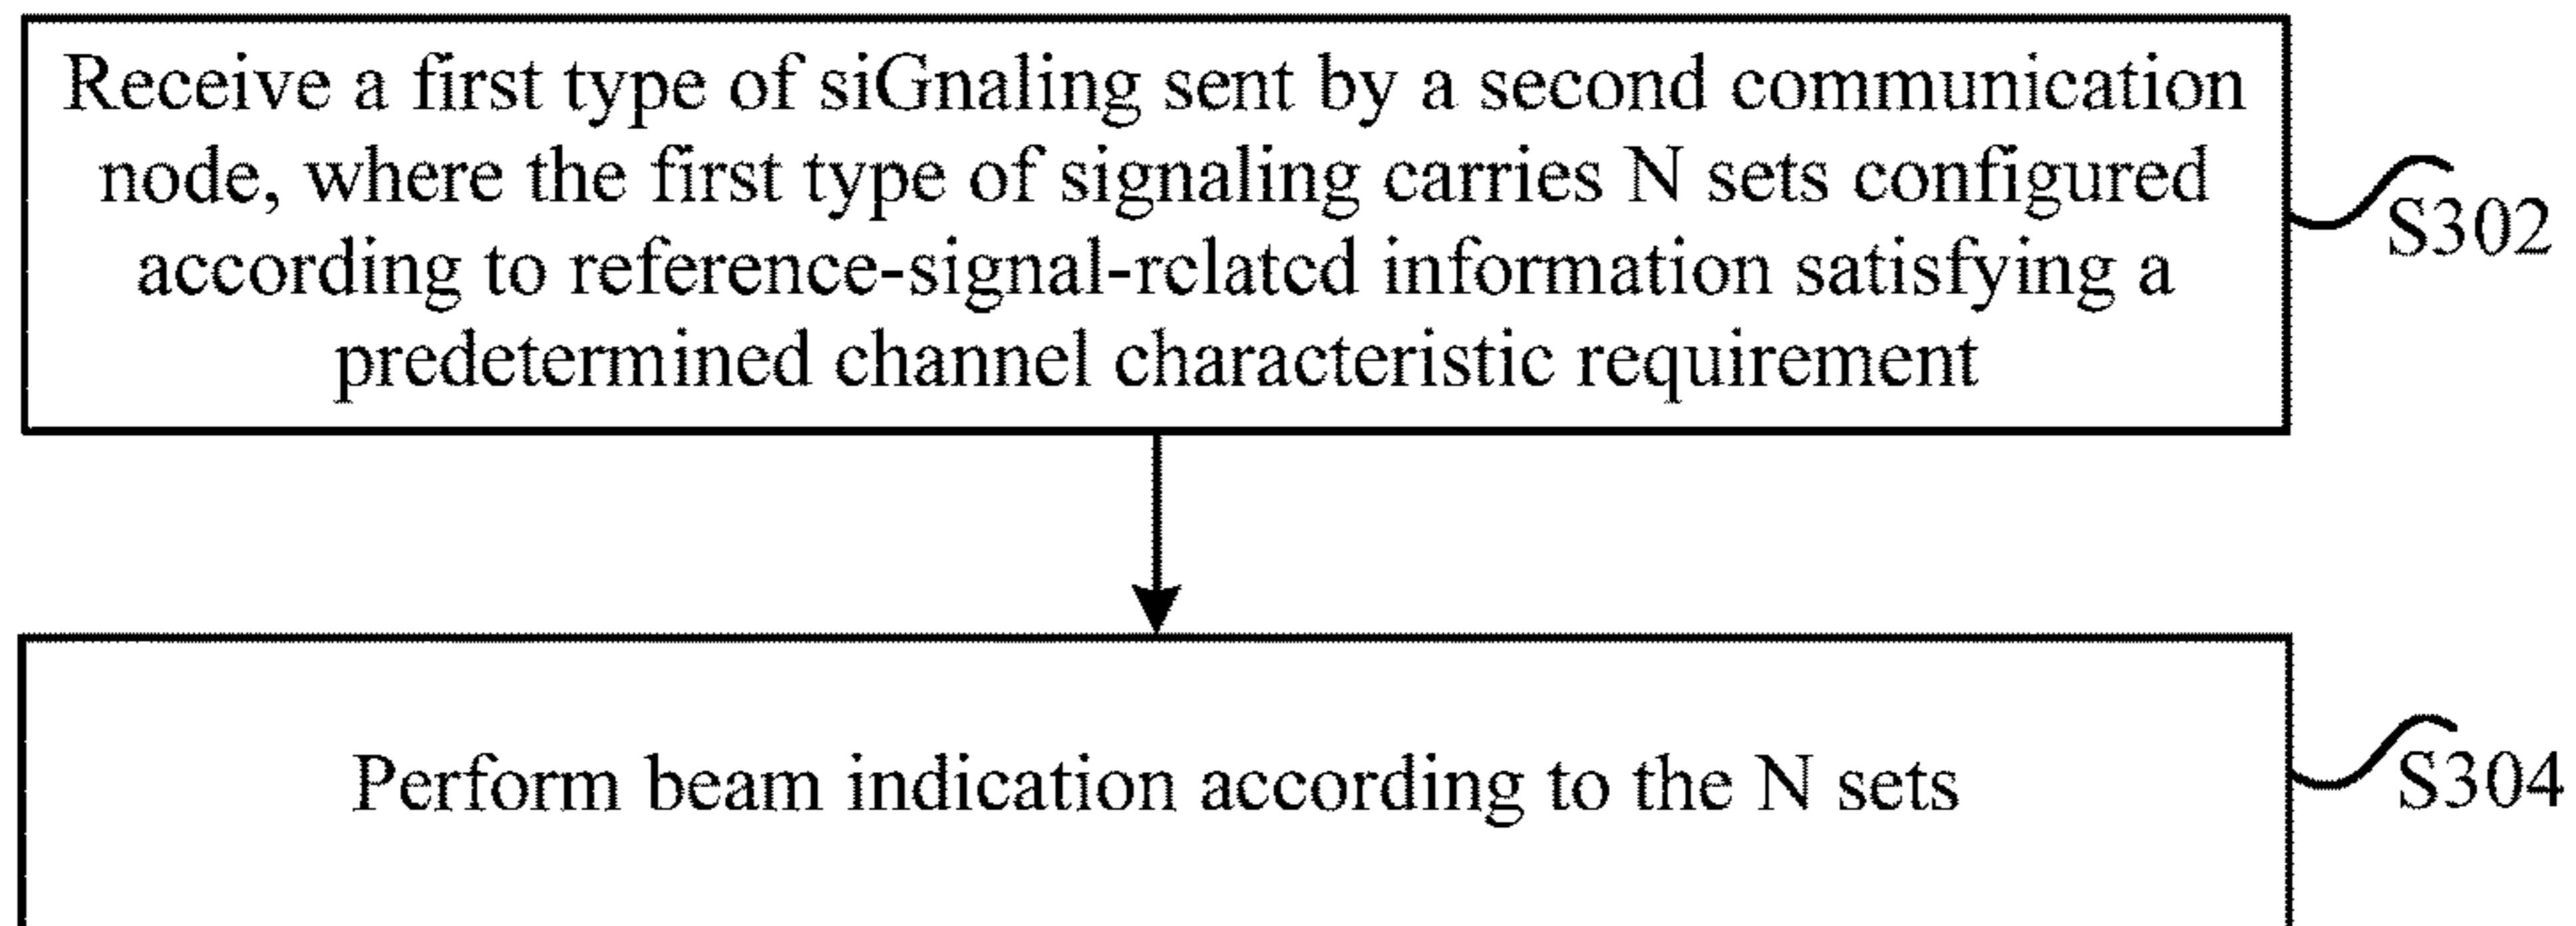 Receive a first type of siGnaling sent by a second communication
node, where the first type of signaling carries N sets configured
according to reference-signal-related information satisfying a
predetermined channel characteristic requirement
S302
Perform beam indication according to the N sets
S304